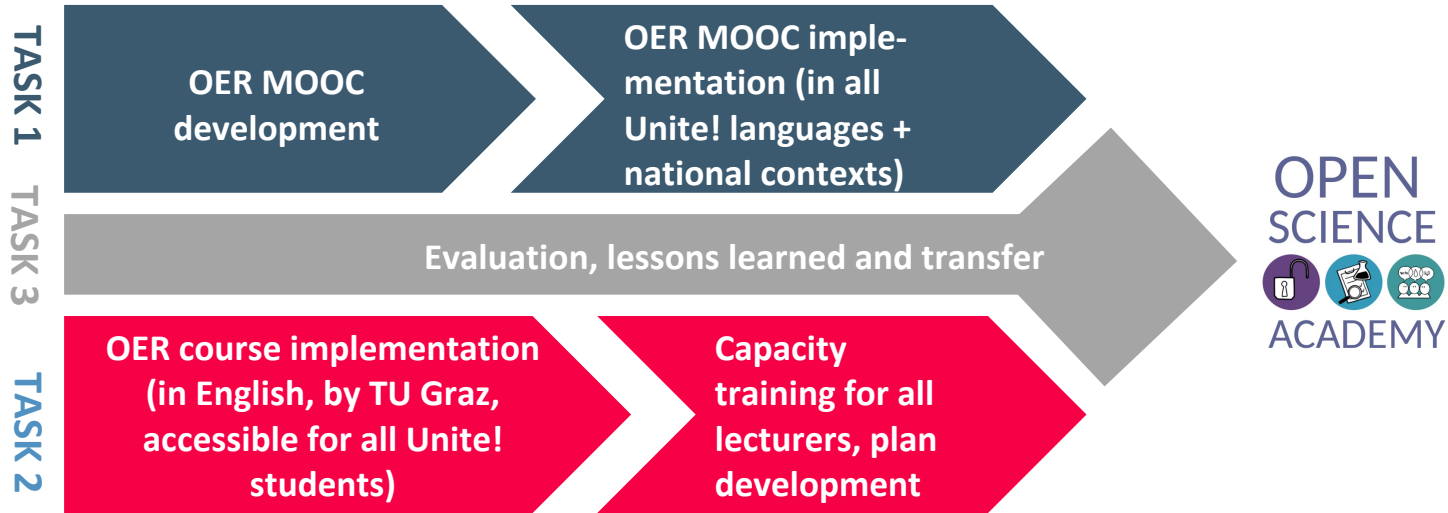 TASK 1
OER MOOC
development
OER MOOC imple-
mentation (in all
Unite! languages +
national contexts)
TASK 3
Evaluation, lessons learned and transfer
TASK 2
OER course implementation
(in English, by TU Graz,
accessible for all Unite!
students)
Capacity
training for all
lecturers, plan
development
OPEN
SCIENCE
ACADEMY